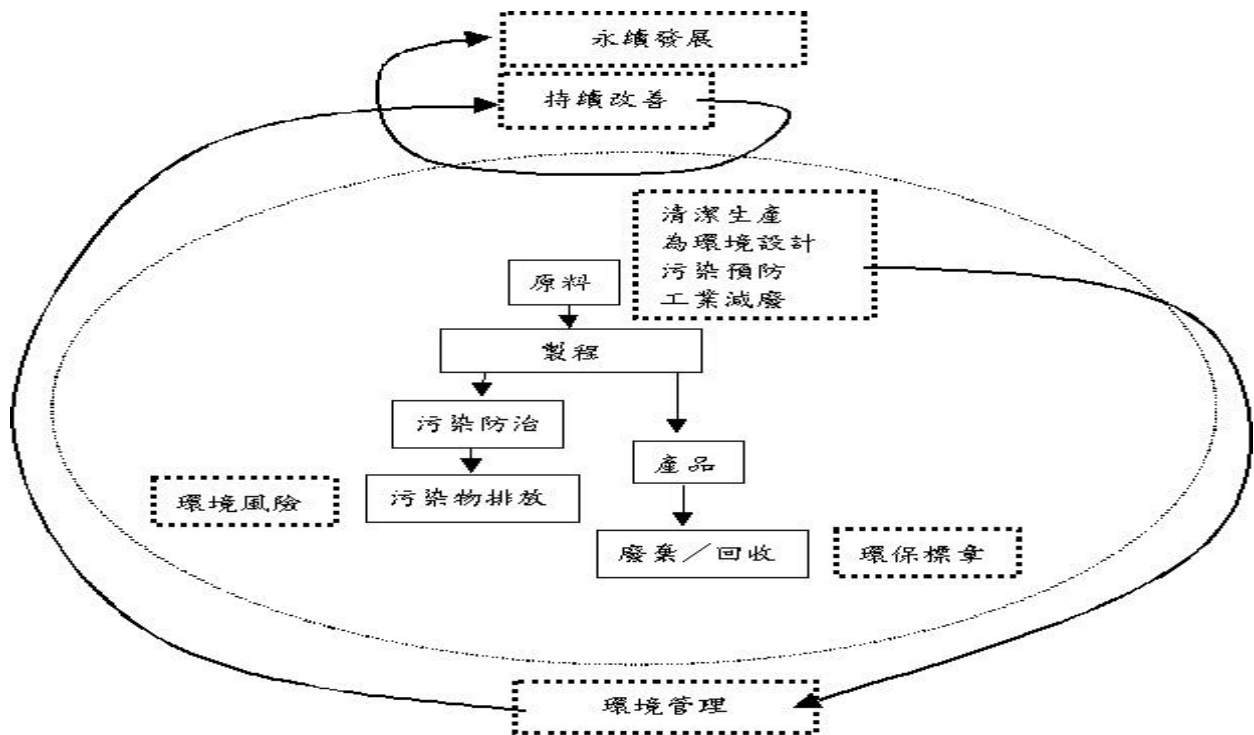 永續發展
持續改善
清潔生產
為環境設計
污染預防
工業減廢
原料
製程
污染防治
產品
環境風險
污染物排放
廢棄／回收
環保標章
環境管理